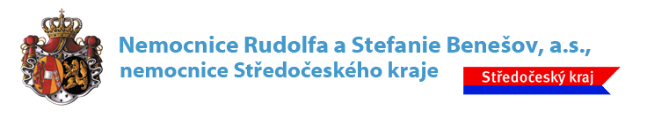 Nemocnice Rudolfa a Stefanie Benešov, a.s.,
nemocnice Středočeského kraje
Středočeský kraj